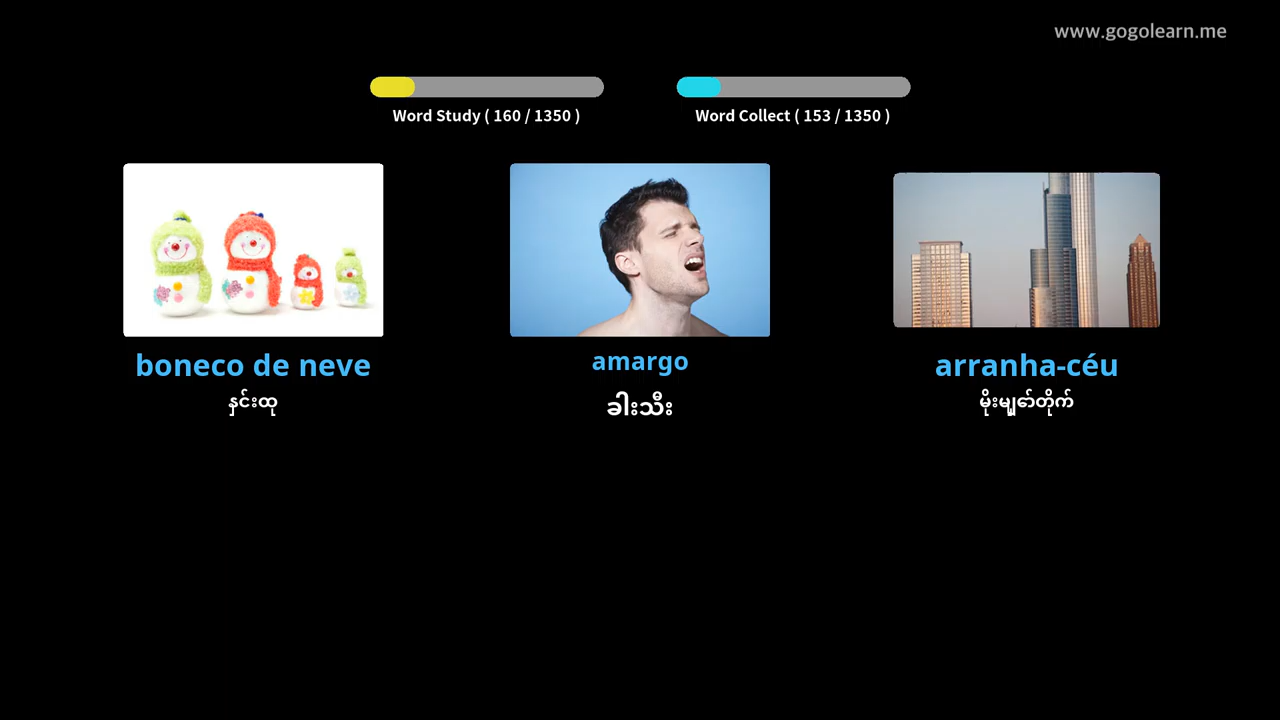 www.gogolearn.me
Word Study ( 160 / 1350 )
Word Collect ( 153 / 1350 )
boneco de neve
amargo
arranha-céu
နှင်းထု
ခါးသီး
မိုးမျှော်တိုက်